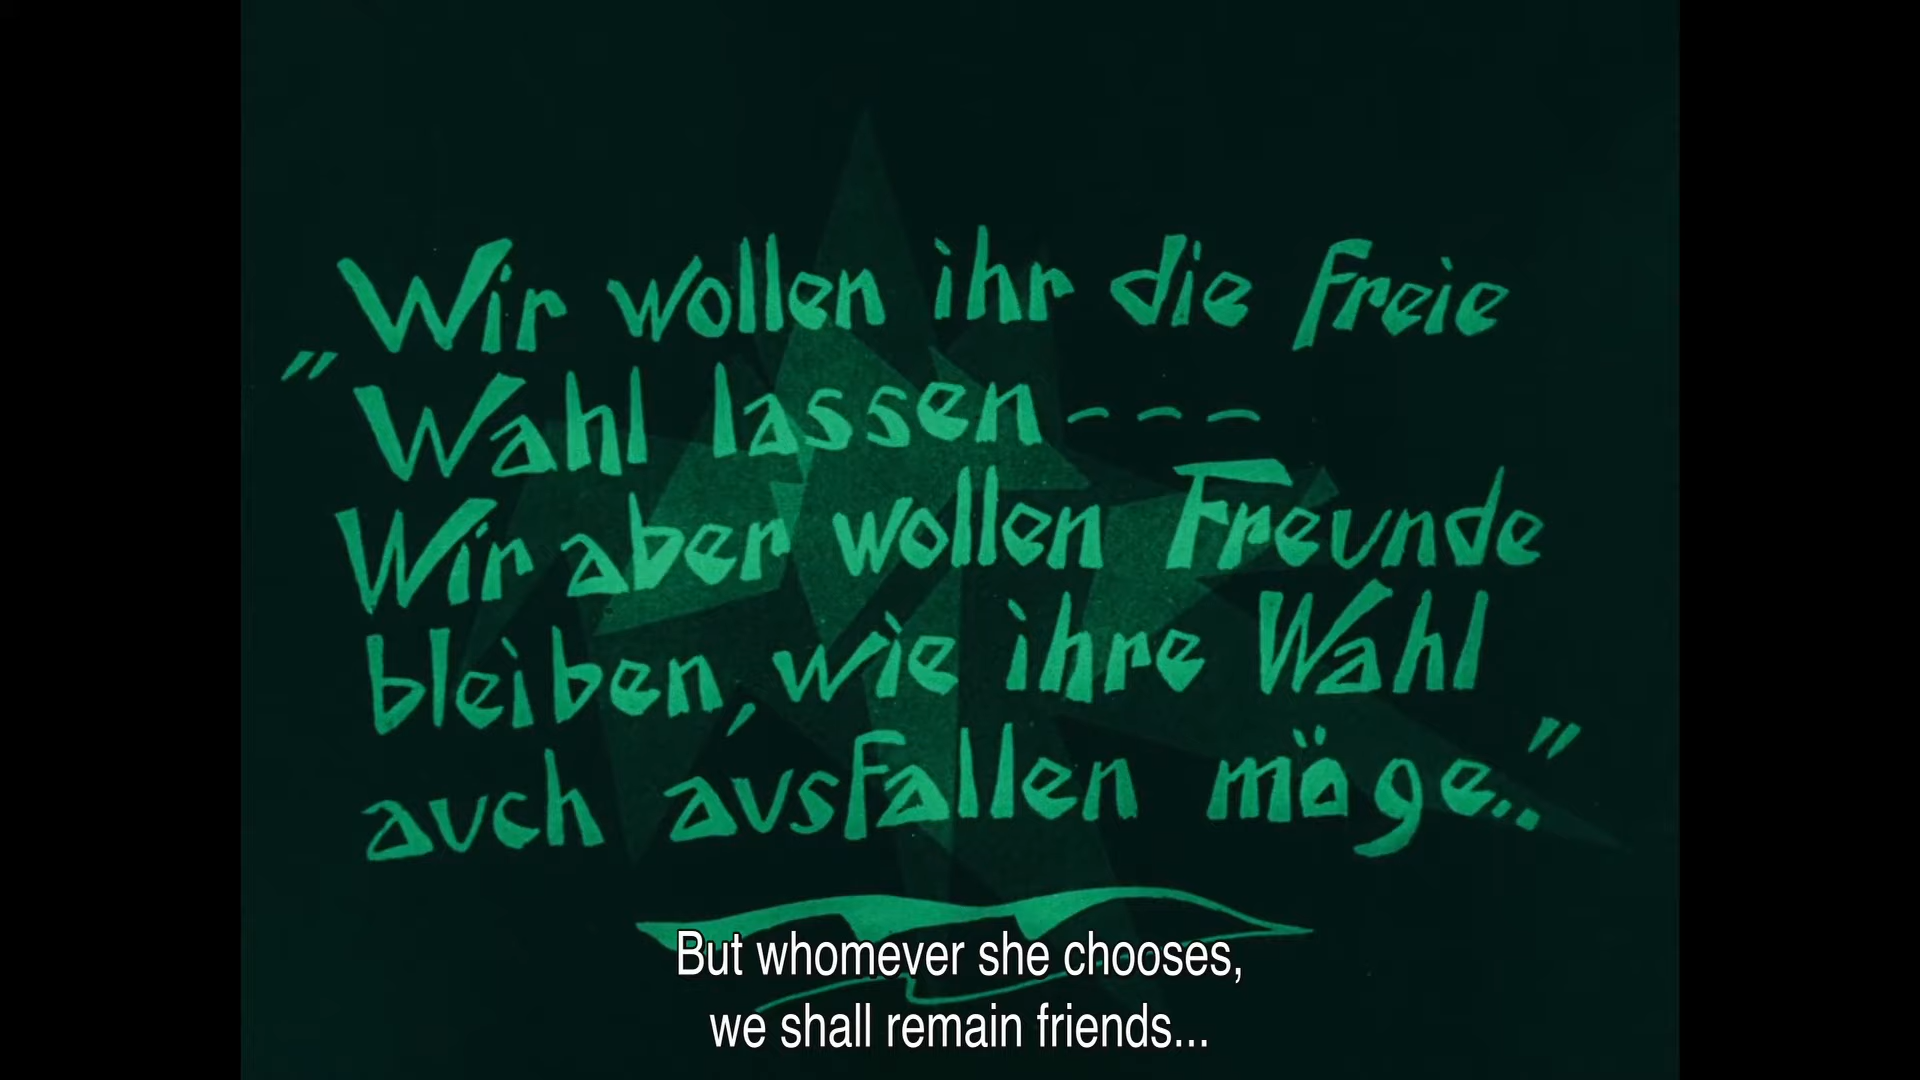 Wir wollen ihr die freie
"Wahl lassen - - -
Wir aber wollen Freunde
bleiben, wie ihre Wahl
auch ausfallen möge.."
But whomever she chooses,
we shall remain friends...